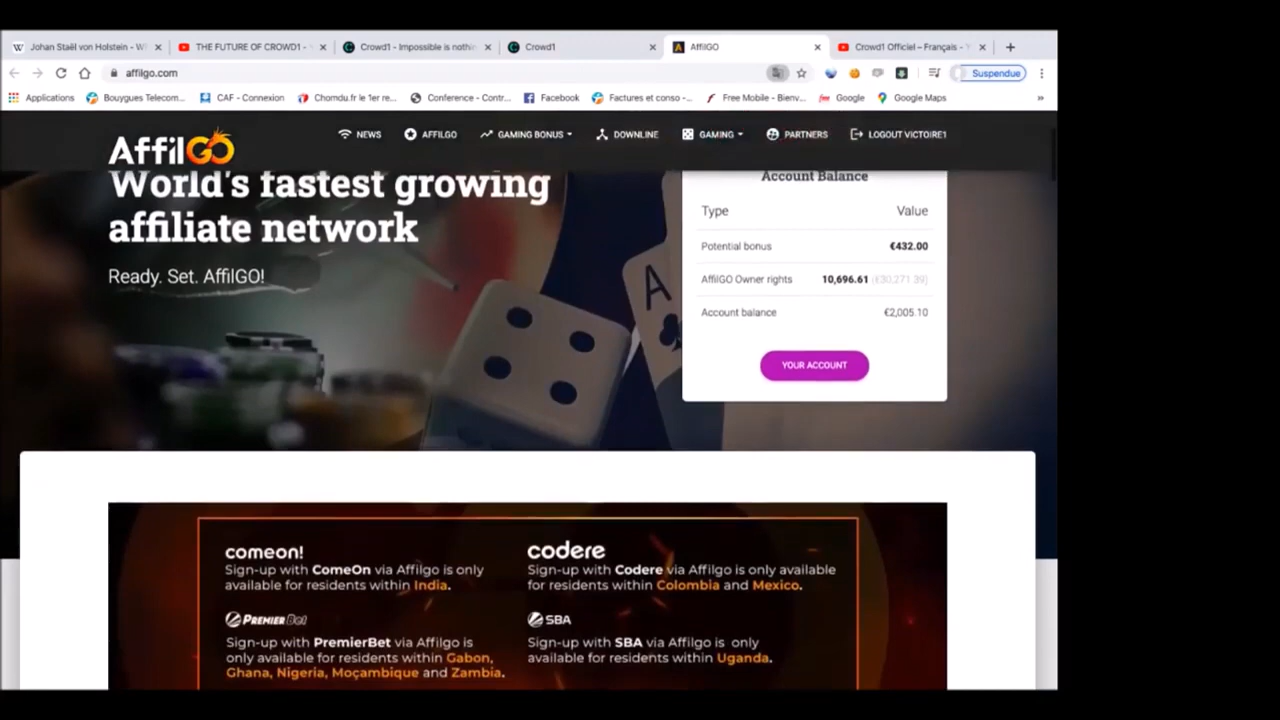 Johan Staël von Holstein - W
THE FUTURE OF CROWD1 -
Crowd1 - Impossible is nothin
Crowd1
AffilGO
Crowd1 Officiel – Français -
affilgo.com
Suspendue
Applications
Bouygues Telecom...
CAF - Connexion
Chomdu.fr le 1er re...
Conference - Contr...
Facebook
Factures et conso -...
Free Mobile - Bienv...
Google
Google Maps
»
AffilGO
NEWS
AFFILGO
GAMING BONUS
DOWNLINE
GAMING
PARTNERS
LOGOUT VICTOIRE1
World's fastest growing
affiliate network
Ready. Set. AffilGO!
Account Balance
Type Value
Potential bonus €432.00
AffilGO Owner rights 10,696.61 (€30,271.39)
Account balance €2,005.10
YOUR ACCOUNT
comeon!
Sign-up with ComeOn via Affilgo is only
available for residents within India.
codere
Sign-up with Codere via Affilgo is only available
for residents within Colombia and Mexico.
PREMIER Bet
Sign-up with PremierBet via Affilgo is
only available for residents within Gabon,
Ghana, Nigeria, Moçambique and Zambia.
SBA
Sign-up with SBA via Affilgo is only
available for residents within Uganda.